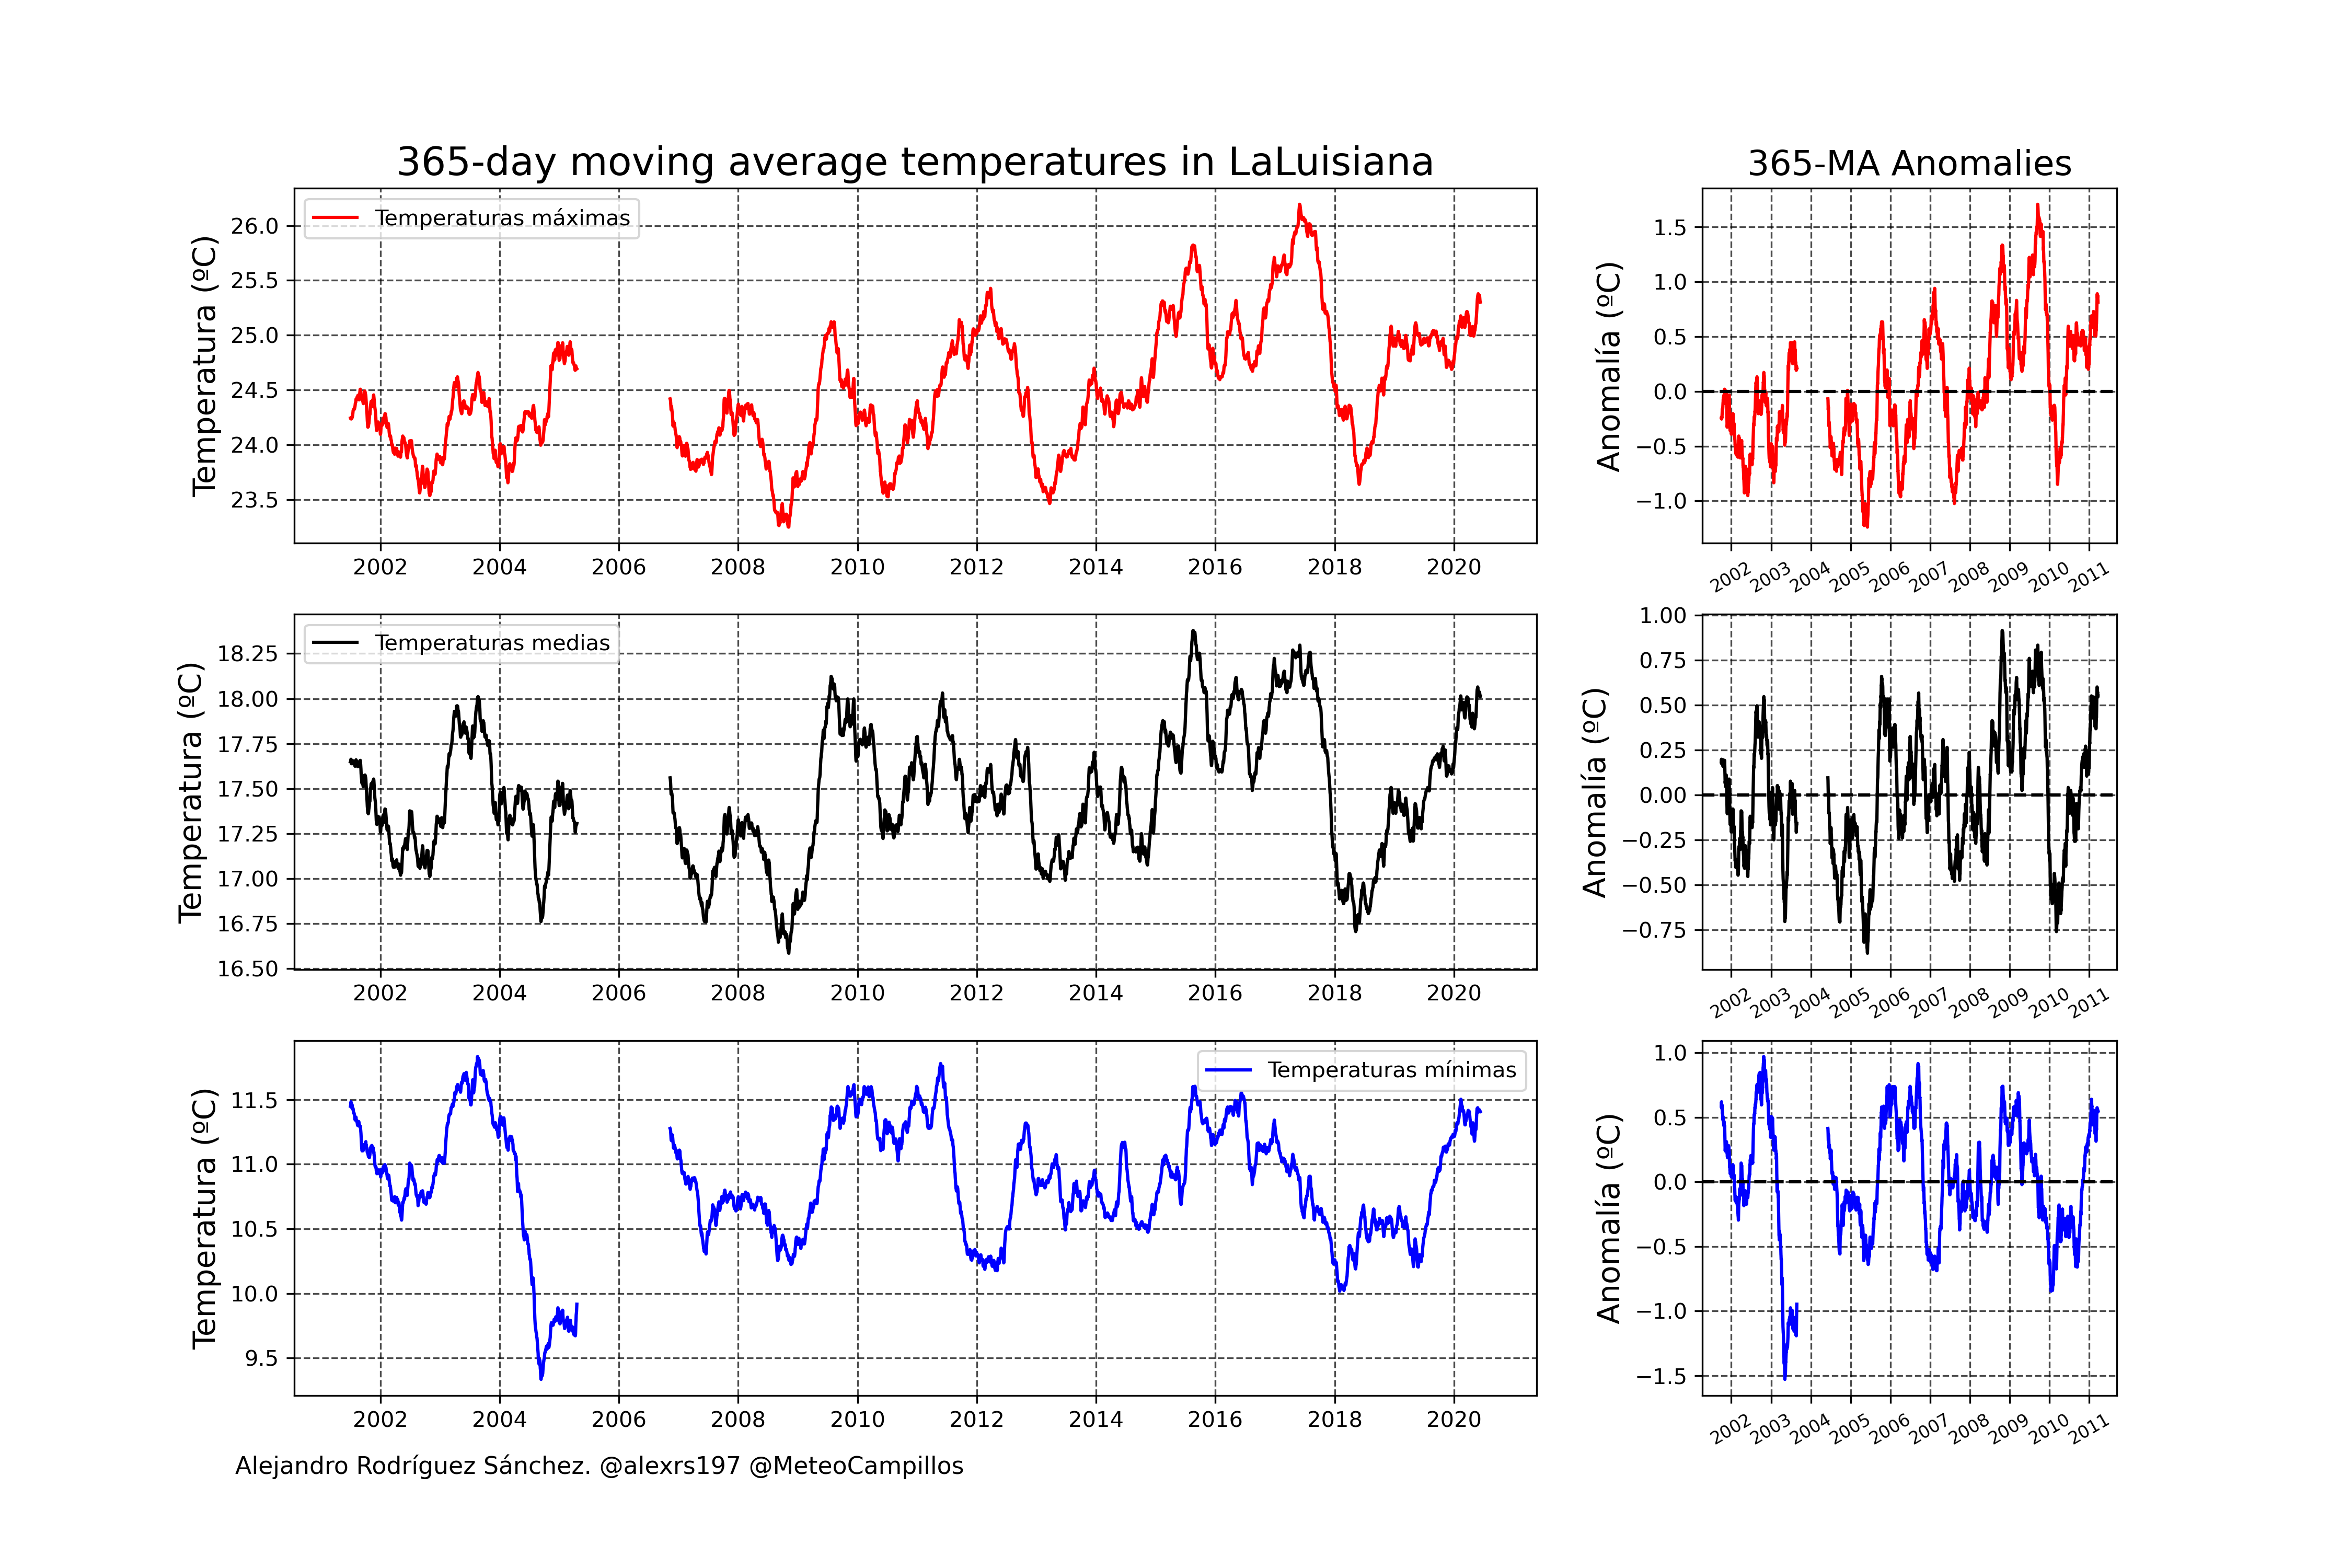 365-day moving average temperatures in LaLuisiana
Temperatura (ºC)
26.0
25.5
25.0
24.5
24.0
23.5
Temperaturas máximas
2002 2004 2006 2008 2010 2012 2014 2016 2018 2020
365-MA Anomalies
Anomalía (ºC)
1.5
1.0
0.5
0.0
−0.5
−1.0
2002 2003 2004 2005 2006 2007 2008 2009 2010 2011
Temperatura (ºC)
18.25
18.00
17.75
17.50
17.25
17.00
16.75
16.50
Temperaturas medias
2002 2004 2006 2008 2010 2012 2014 2016 2018 2020
Anomalía (ºC)
1.00
0.75
0.50
0.25
0.00
−0.25
−0.50
−0.75
2002 2003 2004 2005 2006 2007 2008 2009 2010 2011
Temperatura (ºC)
11.5
11.0
10.5
10.0
9.5
Temperaturas mínimas
2002 2004 2006 2008 2010 2012 2014 2016 2018 2020
Anomalía (ºC)
1.0
0.5
0.0
−0.5
−1.0
−1.5
2002 2003 2004 2005 2006 2007 2008 2009 2010 2011
Alejandro Rodríguez Sánchez. @alexrs197 @MeteoCampillos